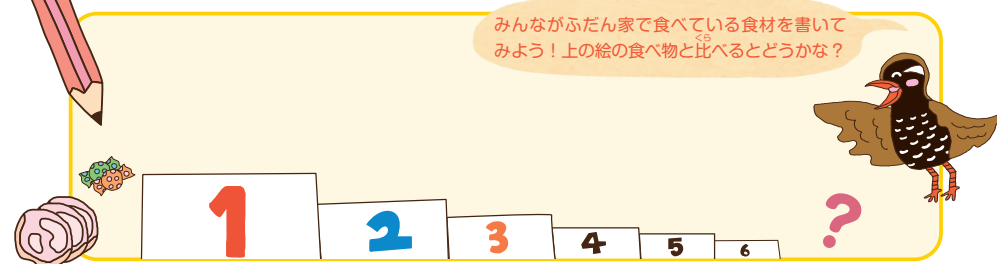 みんながふだん家で食べている食材を書いて
みよう！上の絵の食べ物と比べるとどうかな？
くら
1 2 3 4 5 6 ?